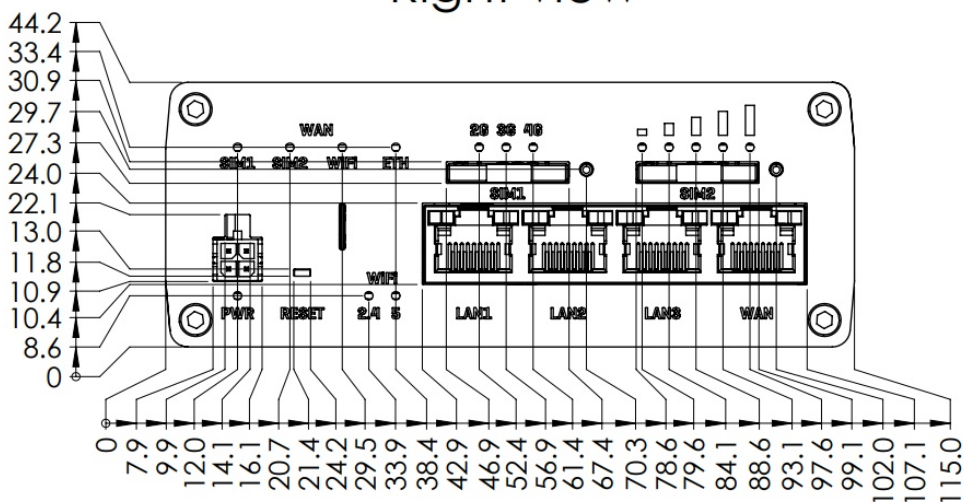 Right view
44.2
33.4
30.9
29.7
27.3
24.0
22.1
13.0
11.8
10.9
10.4
8.6
0
WAN
SIM1 SIM2 WIFI ETH
2G 3G 4G
SIM1
SIM2
WIFI
PWR RESET 2.4 5
LAN1 LAN2 LAN3 WAN
0 7.9 9.9 12.0 14.1 16.1 20.7 21.4 24.2 29.5 33.9 38.4 42.9 46.9 52.4 56.9 61.4 67.4 70.3 78.6 79.6 84.1 88.6 93.1 97.6 99.1 102.0 107.1 115.0